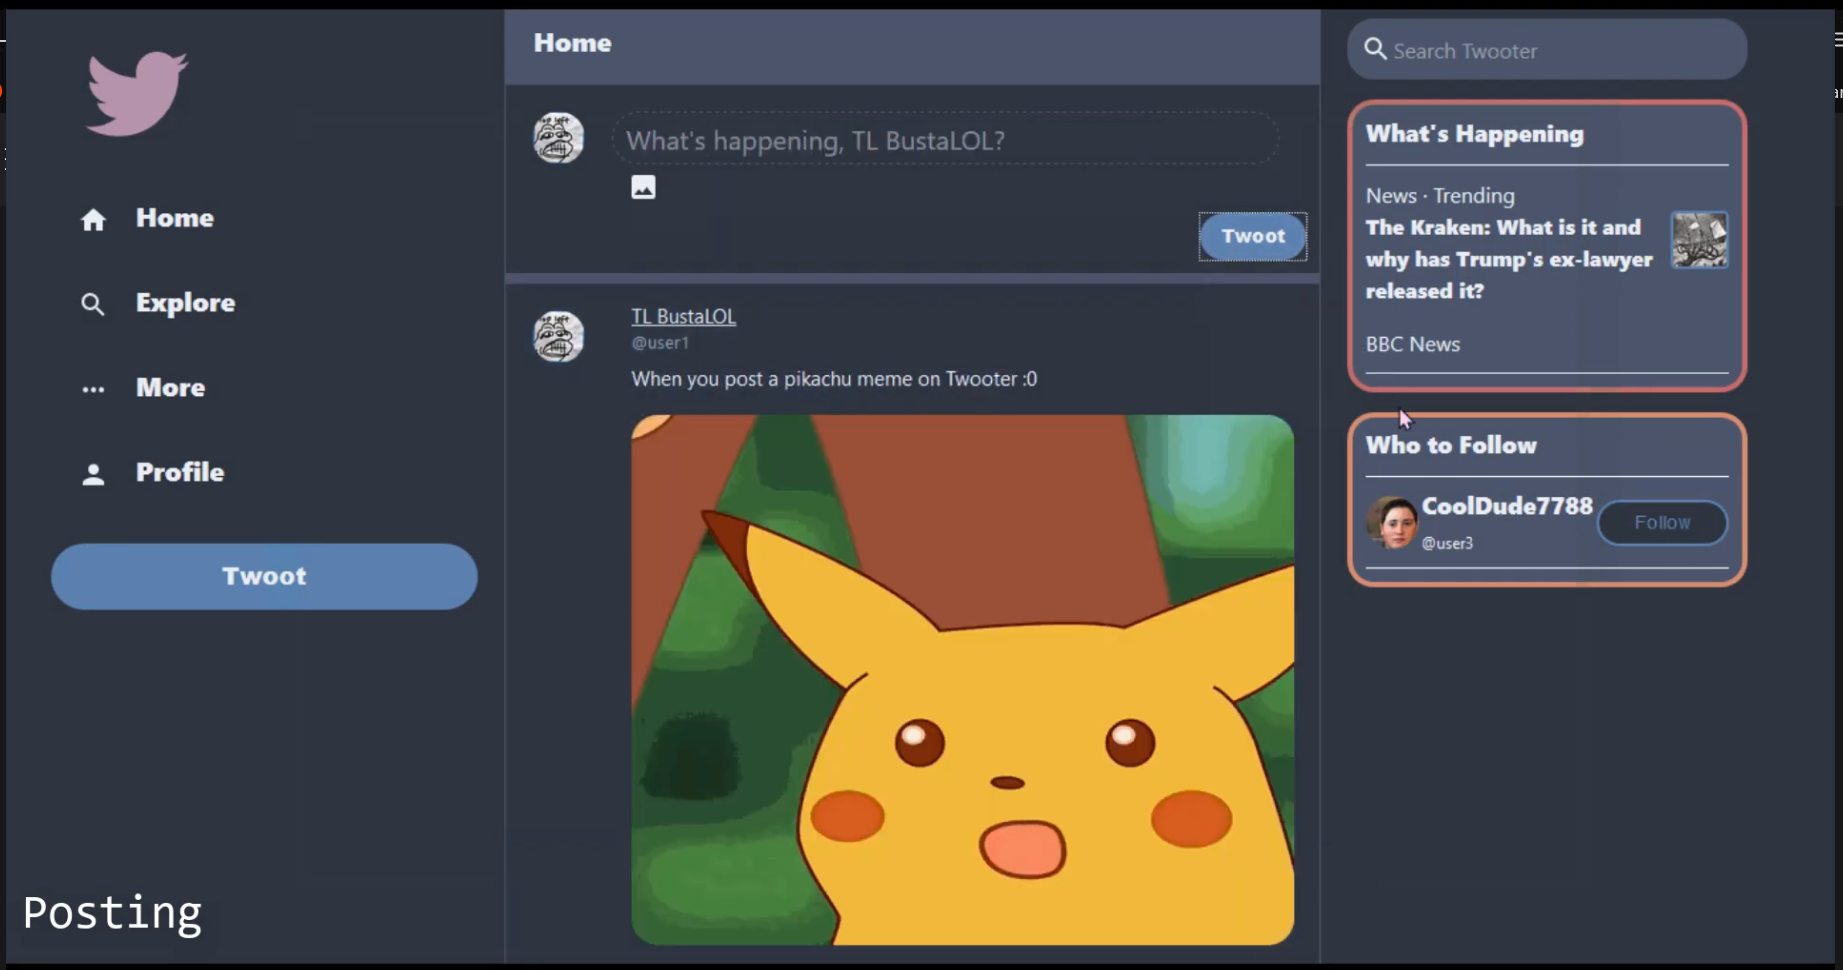 Home
Explore
More
Profile
Twoot
Posting
Home
What's happening, TL BustaLOL?
Twoot
TL BustaLOL
@user1
When you post a pikachu meme on Twooter :0
Search Twooter
What's Happening
News · Trending
The Kraken: What is it and
why has Trump's ex-lawyer
released it?
BBC News
Who to Follow
CoolDude7788
@user3
Follow